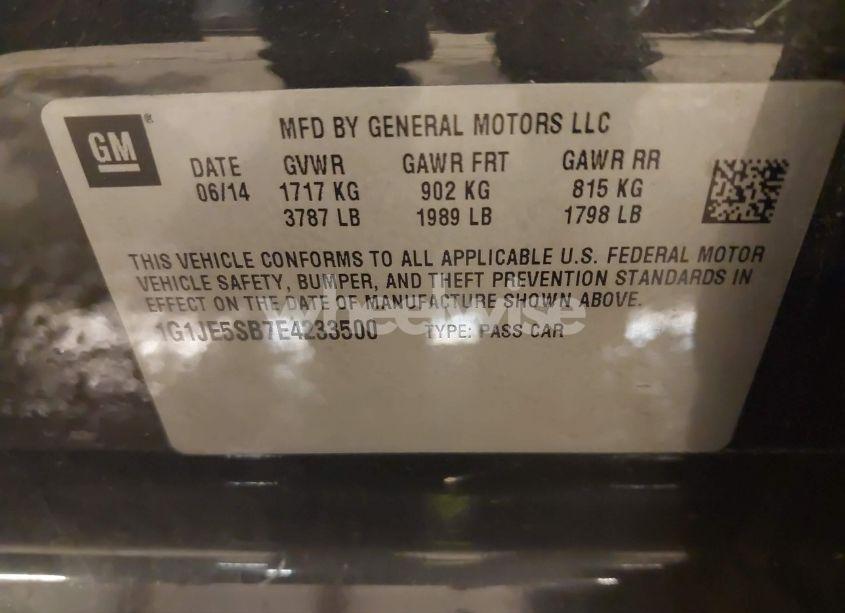 GM®
MFD BY GENERAL MOTORS LLC
DATE GVWR GAWR FRT GAWR RR
06/14 1717 KG 902 KG 815 KG
3787 LB 1989 LB 1798 LB
THIS VEHICLE CONFORMS TO ALL APPLICABLE U.S. FEDERAL MOTOR
VEHICLE SAFETY, BUMPER, AND THEFT PREVENTION STANDARDS IN
EFFECT ON THE DATE OF MANUFACTURE SHOWN ABOVE.
wheelwise
1G1JE5SB7E4233500 TYPE: PASS CAR